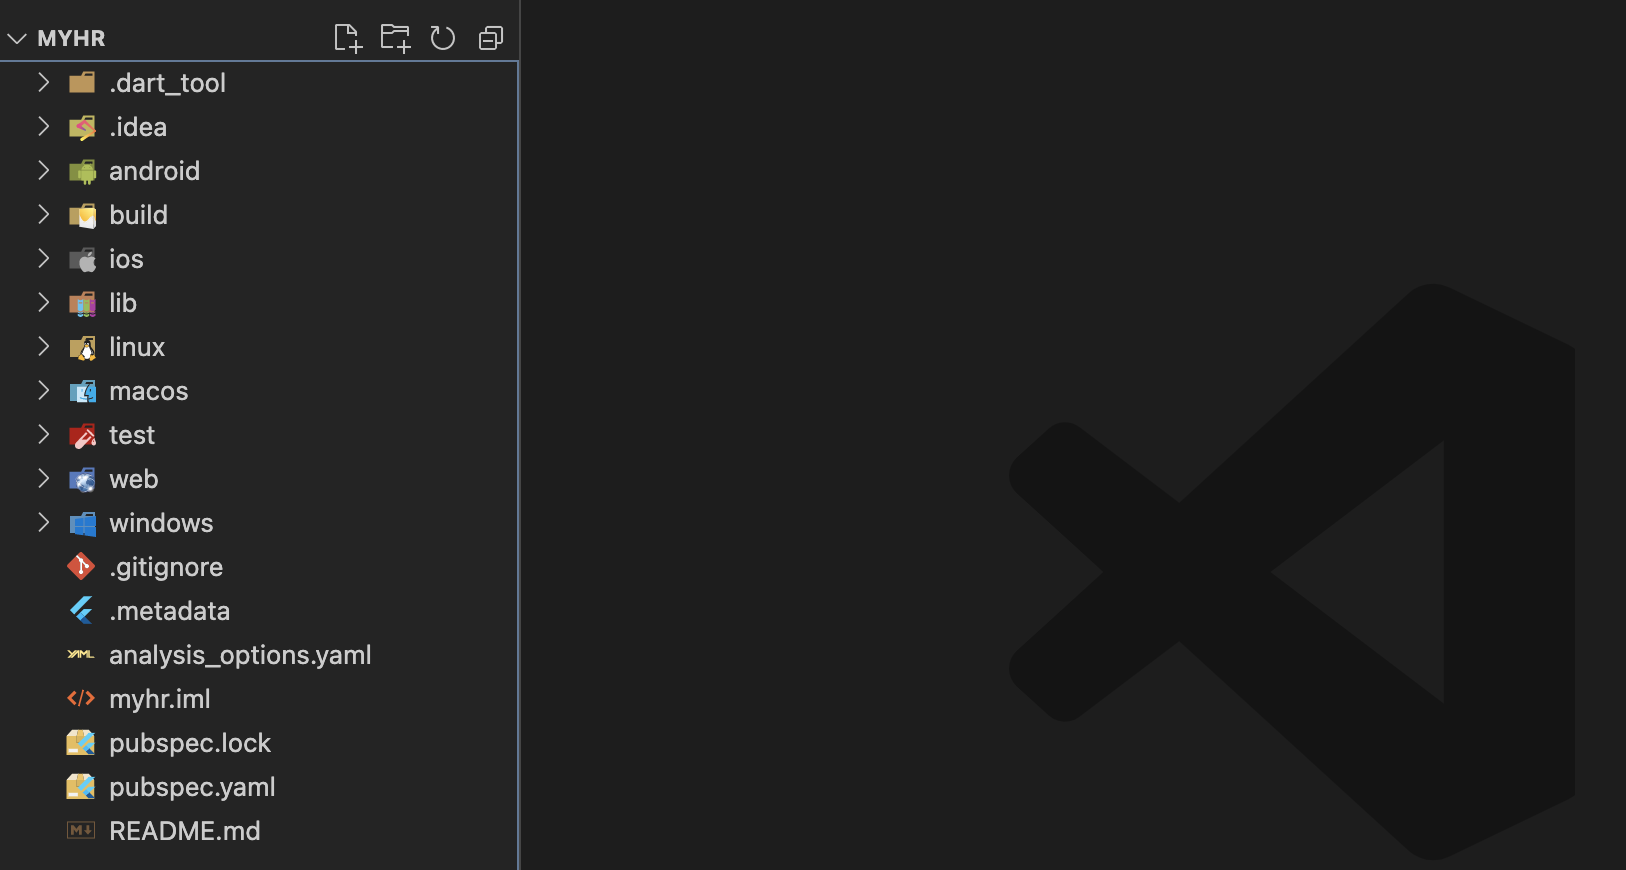 MYHR
.dart_tool
.idea
android
build
ios
lib
linux
macos
test
web
windows
.gitignore
.metadata
YAML analysis_options.yaml
myhr.iml
pubspec.lock
pubspec.yaml
M↓ README.md